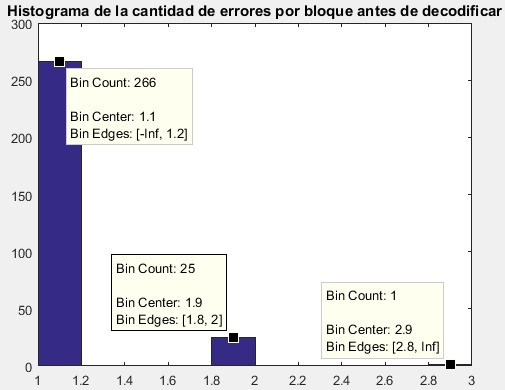 Histograma de la cantidad de errores por bloque antes de decodificar
300
250
200
150
100
50
0
Bin Count: 266
Bin Center: 1.1
Bin Edges: [-Inf, 1.2]
Bin Count: 25
Bin Center: 1.9
Bin Edges: [1.8, 2]
Bin Count: 1
Bin Center: 2.9
Bin Edges: [2.8, Inf]
1 1.2 1.4 1.6 1.8 2 2.2 2.4 2.6 2.8 3